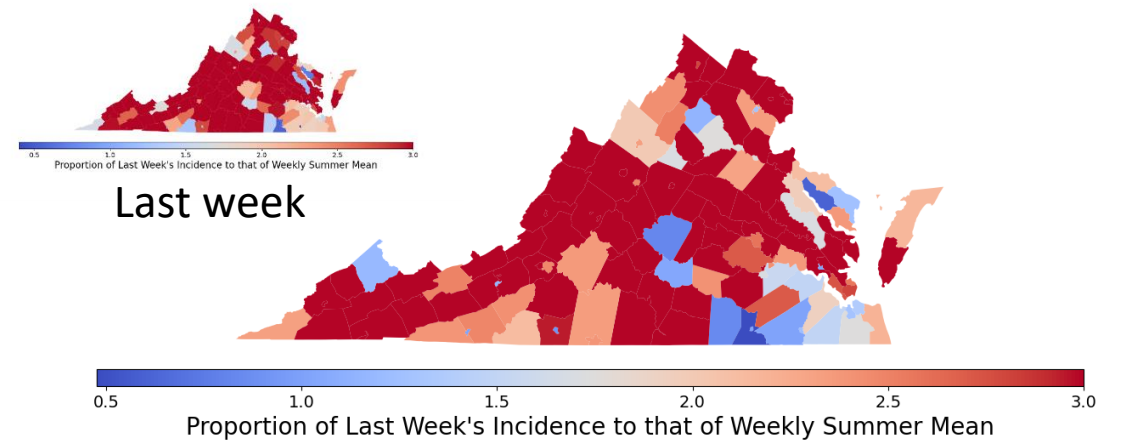 0.5 1.0 1.5 2.0 2.5 3.0
Proportion of Last Week's Incidence to that of Weekly Summer Mean
Last week
0.5 1.0 1.5 2.0 2.5 3.0
Proportion of Last Week's Incidence to that of Weekly Summer Mean